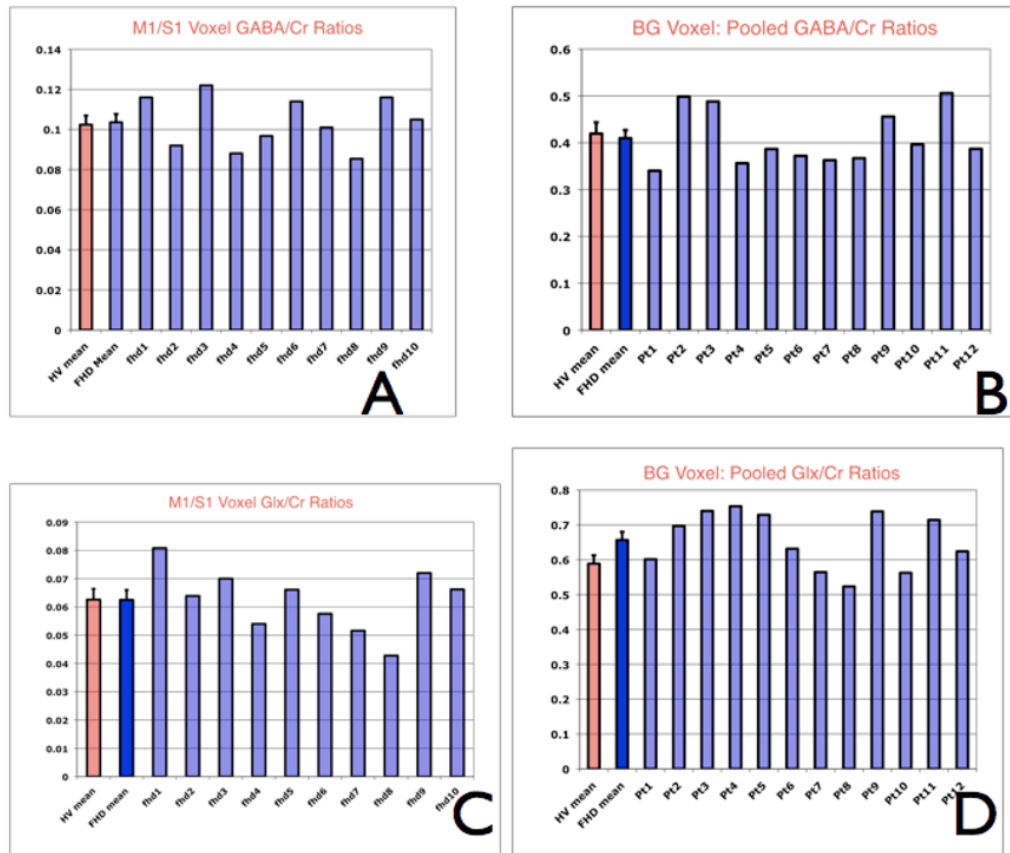 M1/S1 Voxel GABA/Cr Ratios
0.14
0.12
0.1
0.08
0.06
0.04
0.02
0
HV mean
FHD Mean
fhd1
fhd2
fhd3
fhd4
fhd5
fhd6
fhd7
fhd8
fhd9
fhd10
A
BG Voxel: Pooled GABA/Cr Ratios
0.6
0.5
0.4
0.3
0.2
0.1
0
HV mean
FHD mean
Pt1
Pt2
Pt3
Pt4
Pt5
Pt6
Pt7
Pt8
Pt9
Pt10
Pt11
Pt12
B
M1/S1 Voxel Glx/Cr Ratios
0.09
0.08
0.07
0.06
0.05
0.04
0.03
0.02
0.01
0
HV mean
FHD mean
fhd1
fhd2
fhd3
fhd4
fhd5
fhd6
fhd7
fhd8
fhd9
fhd10
C
BG Voxel: Pooled Glx/Cr Ratios
0.8
0.7
0.6
0.5
0.4
0.3
0.2
0.1
0
HV mean
FHD mean
Pt1
Pt2
Pt3
Pt4
Pt5
Pt6
Pt7
Pt8
Pt9
Pt10
Pt11
Pt12
D